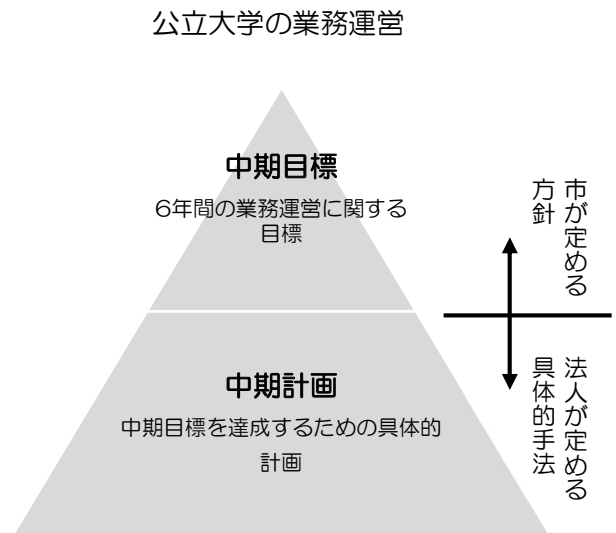 公立大学の業務運営
中期目標
6年間の業務運営に関する
目標
市が定める
方針
中期計画
中期目標を達成するための具体的
計画
法人が定める
具体的手法